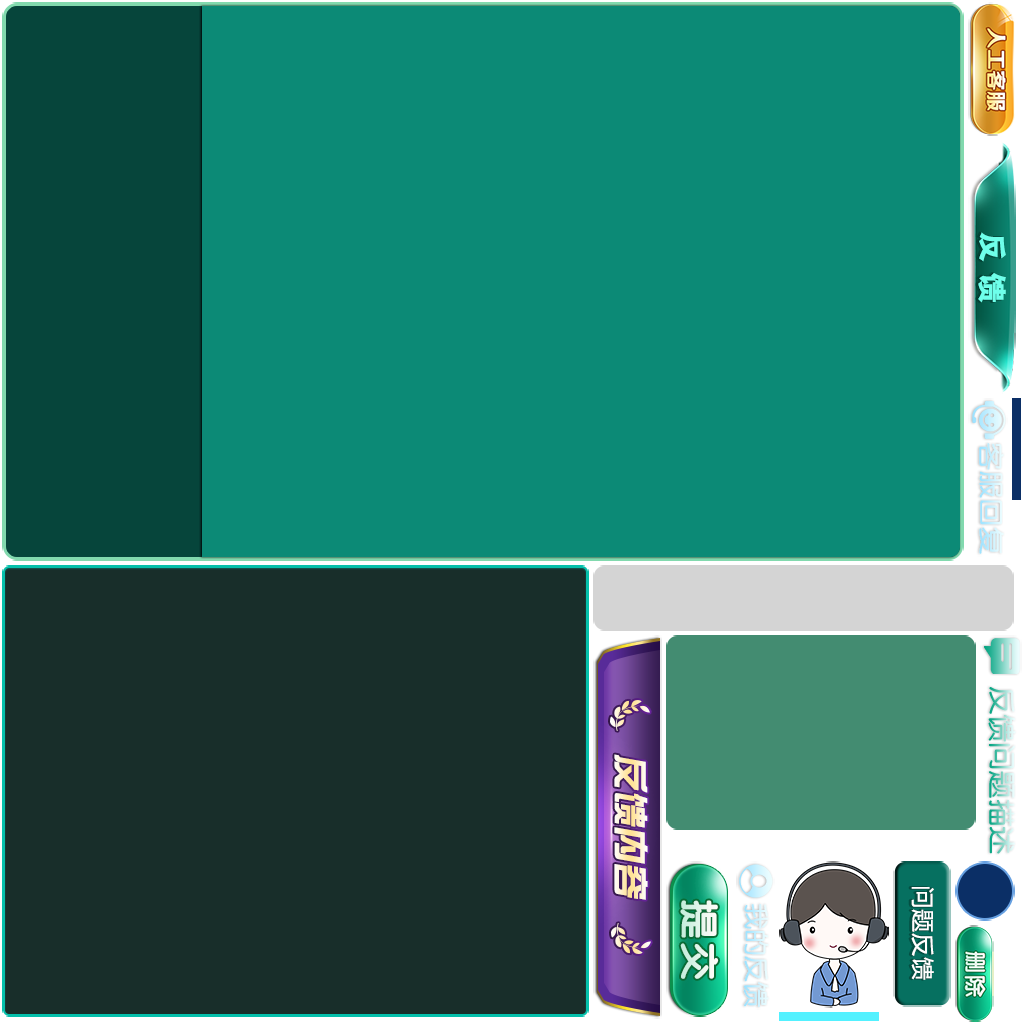 人工客服
反馈
客服回复
反馈问题描述
反馈内容
提交
我的反馈
问题反馈
删除